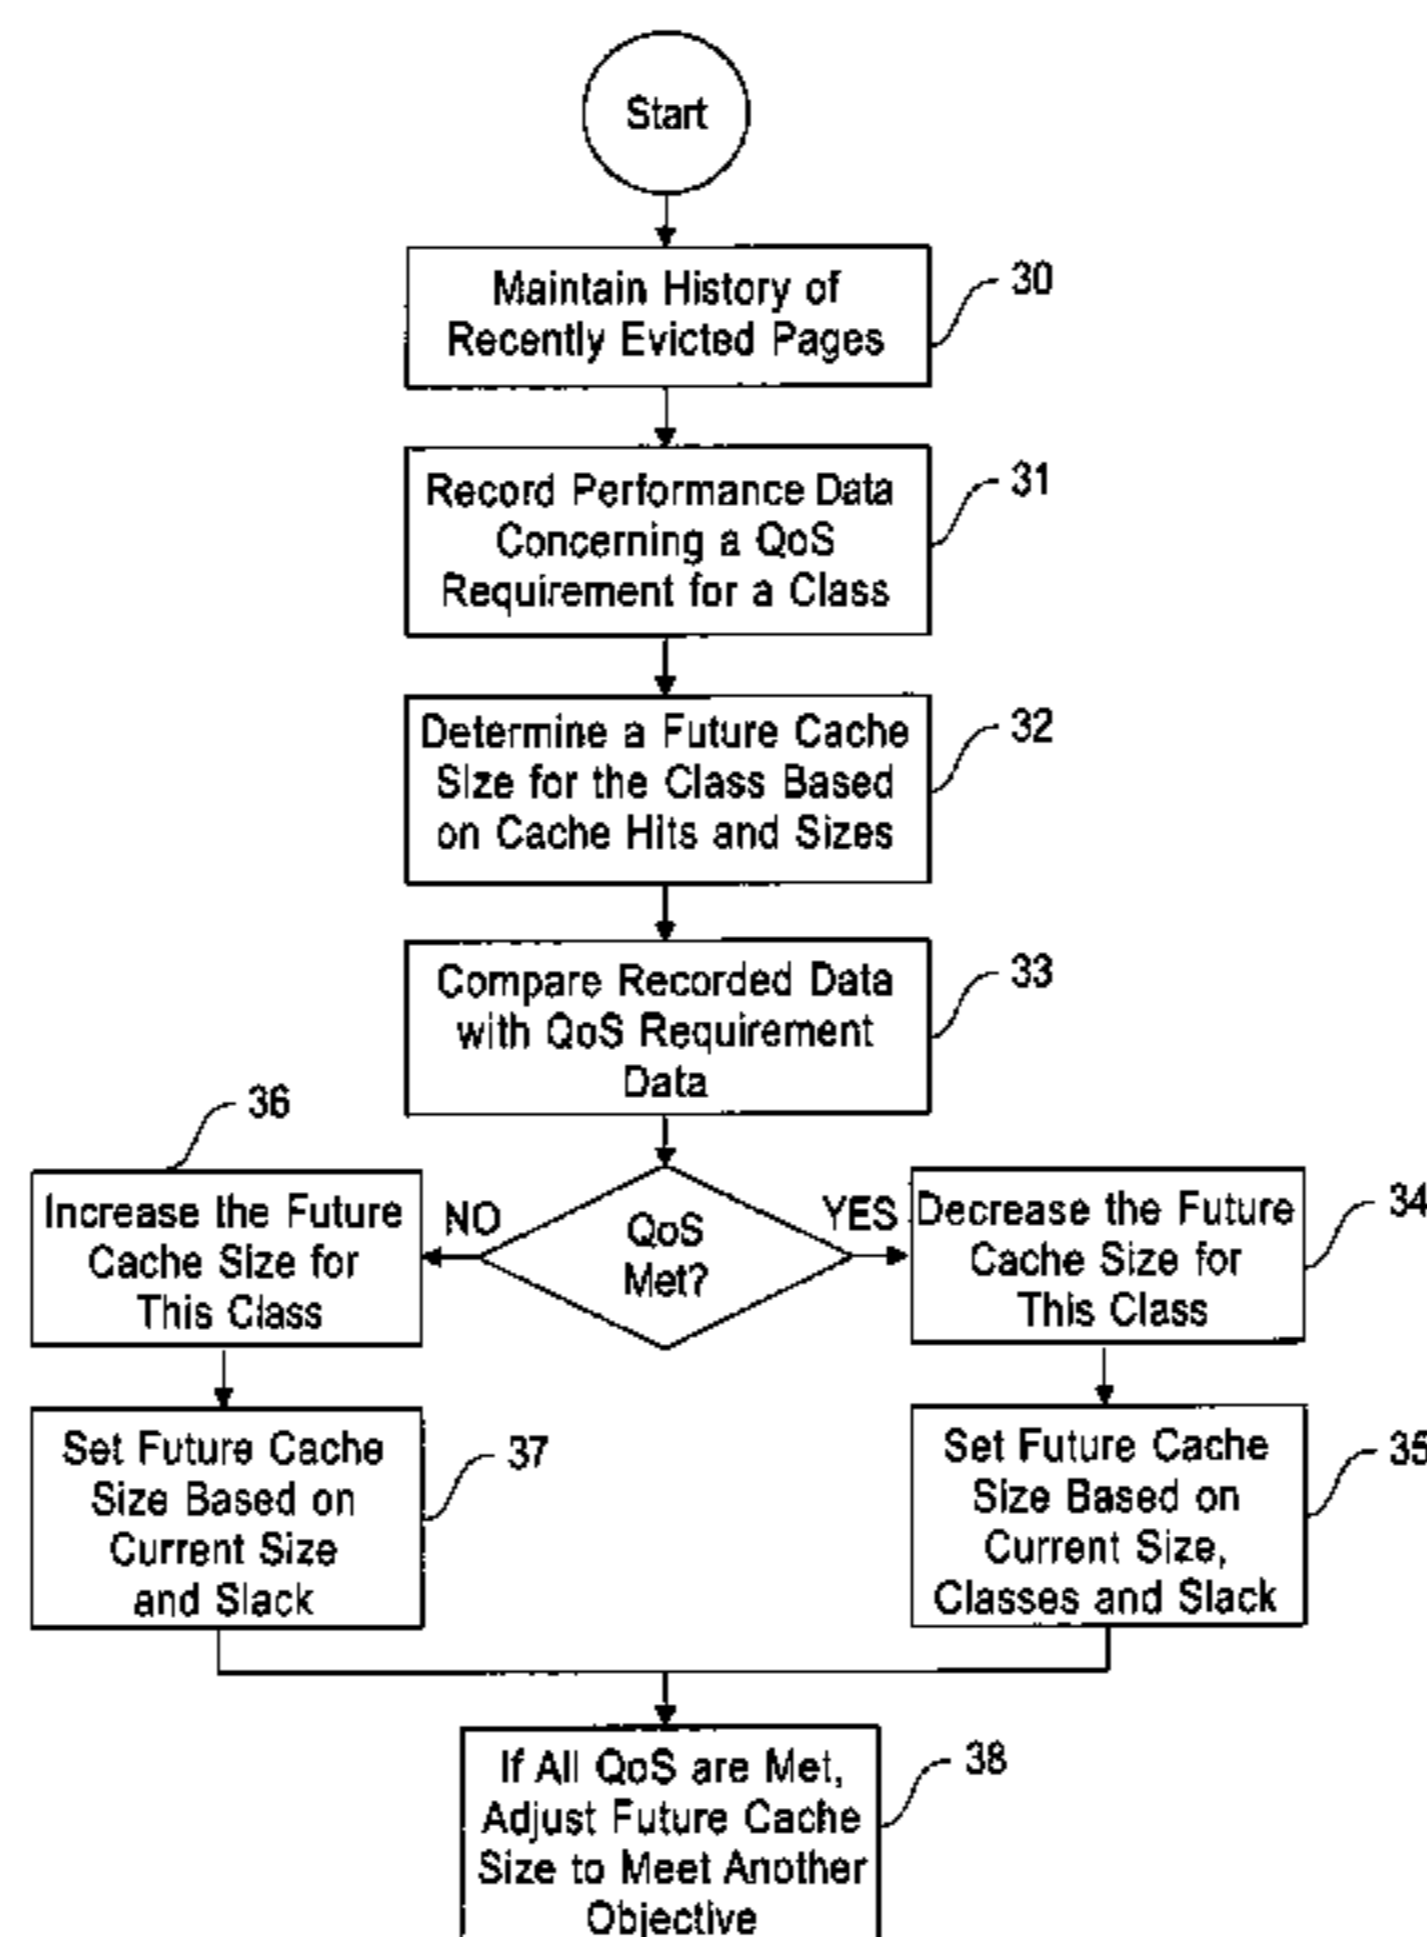 Start
Maintain History of
Recently Evicted Pages
30
Record Performance Data
Concerning a QoS
Requirement for a Class
31
Determine a Future Cache
SIze for the Class Based
on Cache Hits and Sizes
32
Compare Recorded Data
with QoS Requirement
Data
33
36
Increase the Future
Cache Size for
This Class
NO
QoS
Met?
YES
Decrease the Future
Cache Size for
This Class
34
Set Future Cache
Size Based on
Current Size
and Slack
37
Set Future Cache
Size Based on
Current Size,
Classes and Slack
35
If All QoS are Met,
Adjust Future Cache
Size to Meet Another
Objective
38